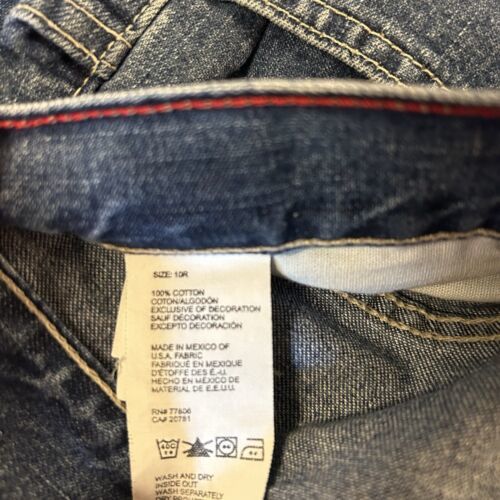 SIZE: 10R
100% COTTON
COTON/ALGODÓN
EXCLUSIVE OF DECORATION
SAUF DÉCORATION
EXCEPTO DECORACIÓN
MADE IN MEXICO OF
U.S.A. FABRIC
FABRIQUÉ EN MEXIQUE
D'ÉTOFFE DES É.-U.
HECHO EN MÉXICO DE
MATERIAL DE E.E.U.U.
RN# 77806
CA# 20781
40C
WASH AND DRY
INSIDE OUT
WASH SEPARATELY